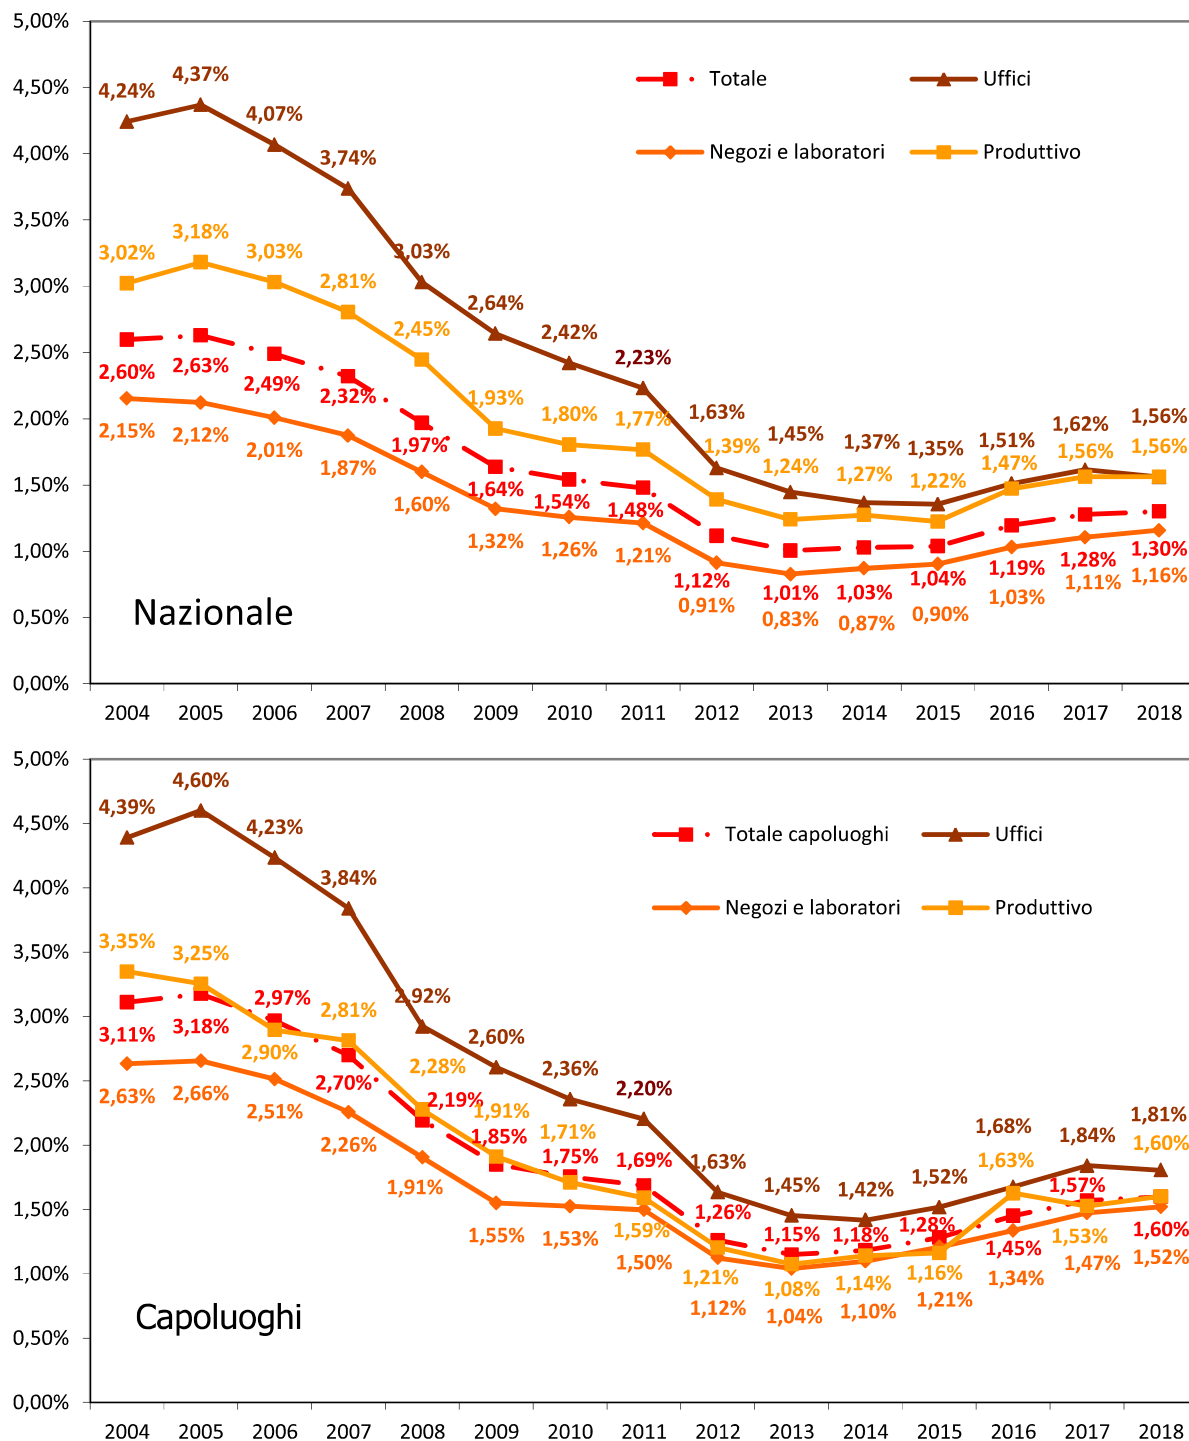 5,00%
4,50%
4,00%
3,50%
3,00%
2,50%
2,00%
1,50%
1,00%
0,50%
0,00%
Totale
Uffici
Negozi e laboratori
Produttivo
4,24% 4,37% 4,07% 3,74% 3,03% 2,64% 2,42% 2,23% 1,63% 1,45% 1,37% 1,35% 1,51% 1,62% 1,56%
3,02% 3,18% 3,03% 2,81% 2,45% 1,93% 1,80% 1,77% 1,39% 1,24% 1,27% 1,22% 1,47% 1,56% 1,56%
2,60% 2,63% 2,49% 2,32% 1,97% 1,64% 1,54% 1,48% 1,12% 1,01% 1,03% 1,04% 1,19% 1,28% 1,30%
2,15% 2,12% 2,01% 1,87% 1,60% 1,32% 1,26% 1,21% 0,91% 0,83% 0,87% 0,90% 1,03% 1,11% 1,16%
Nazionale
2004 2005 2006 2007 2008 2009 2010 2011 2012 2013 2014 2015 2016 2017 2018
5,00%
4,50%
4,00%
3,50%
3,00%
2,50%
2,00%
1,50%
1,00%
0,50%
0,00%
Totale capoluoghi
Uffici
Negozi e laboratori
Produttivo
4,39% 4,60% 4,23% 3,84% 2,92% 2,60% 2,36% 2,20% 1,63% 1,45% 1,42% 1,52% 1,68% 1,84% 1,81%
3,35% 3,25% 2,90% 2,81% 2,28% 1,91% 1,71% 1,59% 1,21% 1,08% 1,14% 1,16% 1,63% 1,53% 1,60%
3,11% 3,18% 2,97% 2,70% 2,19% 1,85% 1,75% 1,69% 1,26% 1,15% 1,18% 1,28% 1,45% 1,57% 1,60%
2,63% 2,66% 2,51% 2,26% 1,91% 1,55% 1,53% 1,50% 1,12% 1,04% 1,10% 1,21% 1,34% 1,47% 1,52%
Capoluoghi
2004 2005 2006 2007 2008 2009 2010 2011 2012 2013 2014 2015 2016 2017 2018